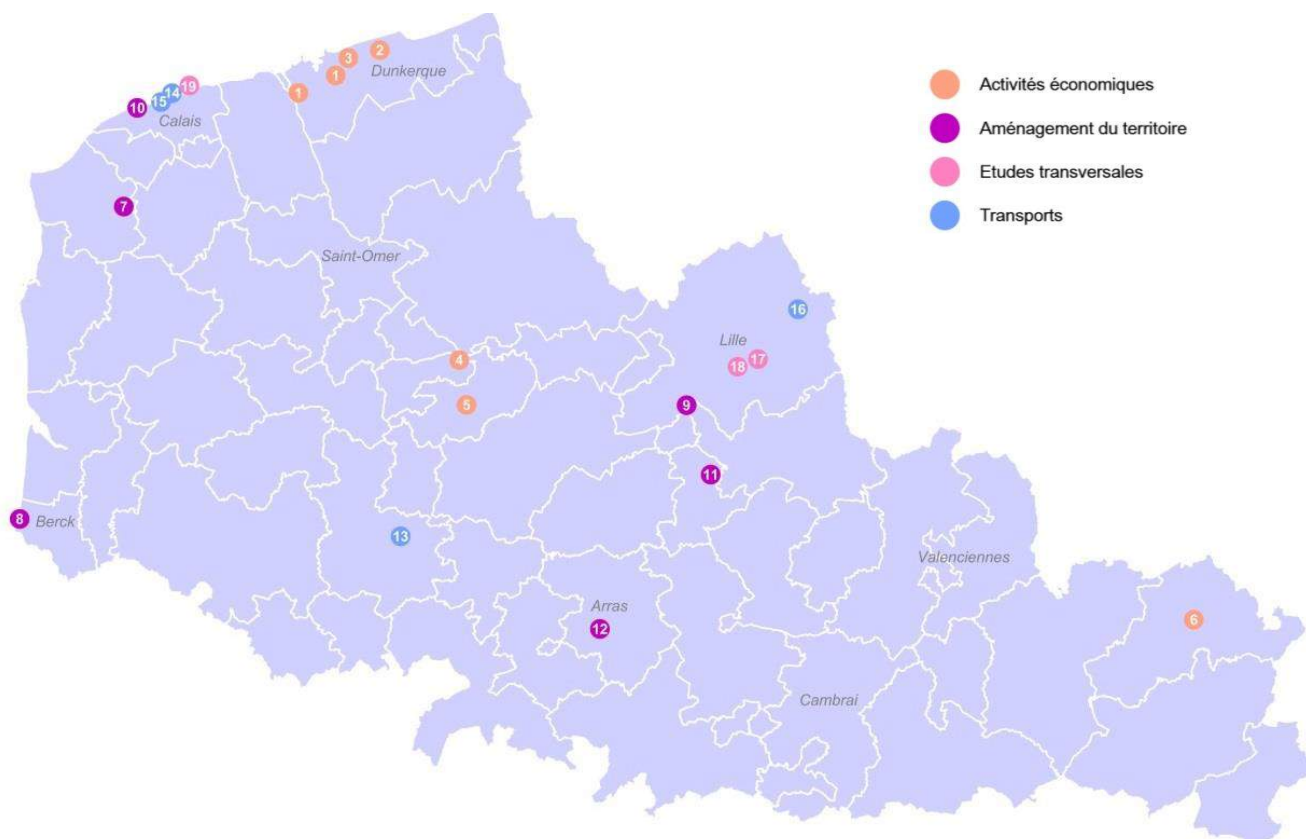 2
3
Dunkerque
1
1
19
14
15
10
Calais
Activités économiques
Aménagement du territoire
Etudes transversales
Transports
7
Saint-Omer
16
Lille
17
18
4
5
9
11
8
Berck
13
Valenciennes
Arras
12
6
Cambrai